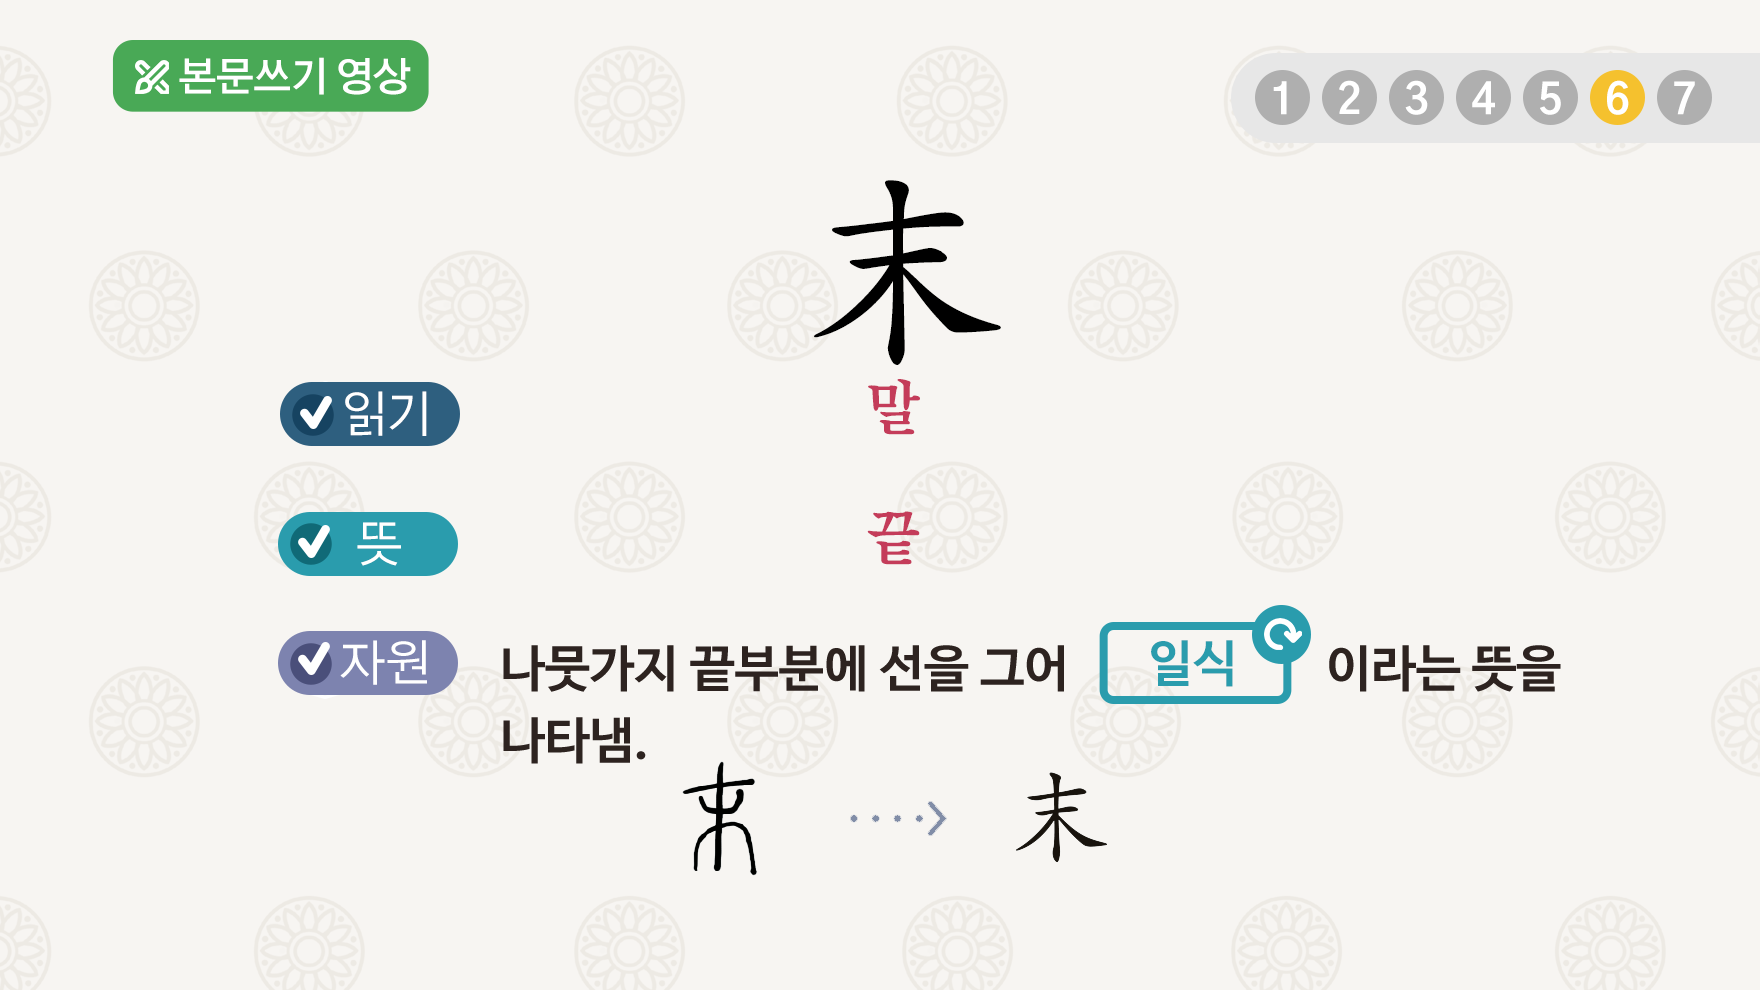 본문쓰기 영상
1 2 3 4 5 6 7
末
읽기 말
뜻 끝
자원 나뭇가지 끝부분에 선을 그어 일식 이라는 뜻을
나타냄.
末